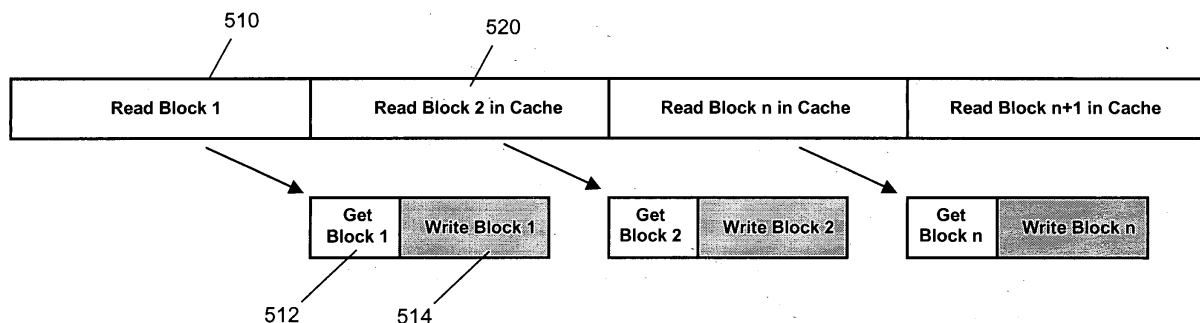 510
520
Read Block 1
Read Block 2 in Cache
Read Block n in Cache
Read Block n+1 in Cache
Get
Block 1
Write Block 1
Get
Block 2
Write Block 2
Get
Block n
Write Block n
512
514